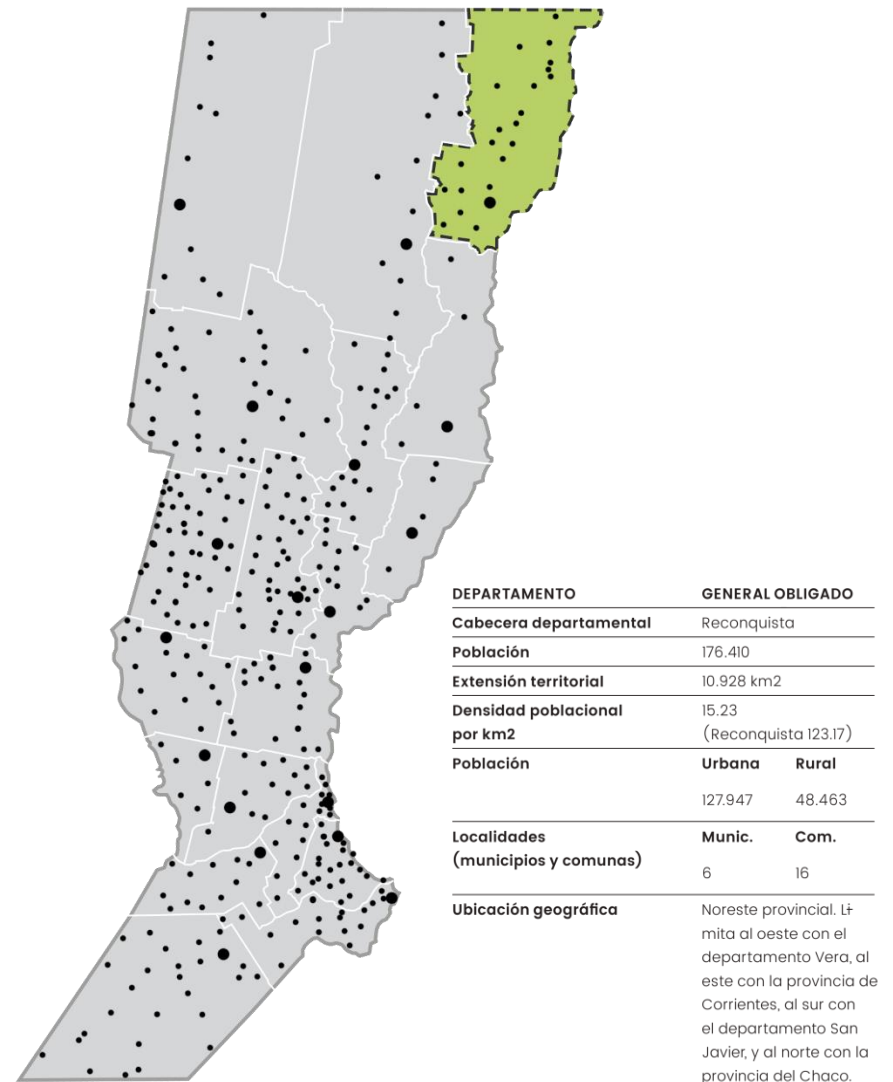 DEPARTAMENTO GENERAL OBLIGADO
Cabecera departamental Reconquista
Población 176.410
Extensión territorial 10.928 km2
Densidad poblacional 15.23
por km2 (Reconquista 123.17)
Población Urbana Rural
127.947 48.463
Localidades Munic. Com.
(municipios y comunas)
6 16
Ubicación geográfica Noreste provincial. Lí-
mita al oeste con el
departamento Vera, al
este con la provincia de
Corrientes, al sur con
el departamento San
Javier, y al norte con la
provincia del Chaco.